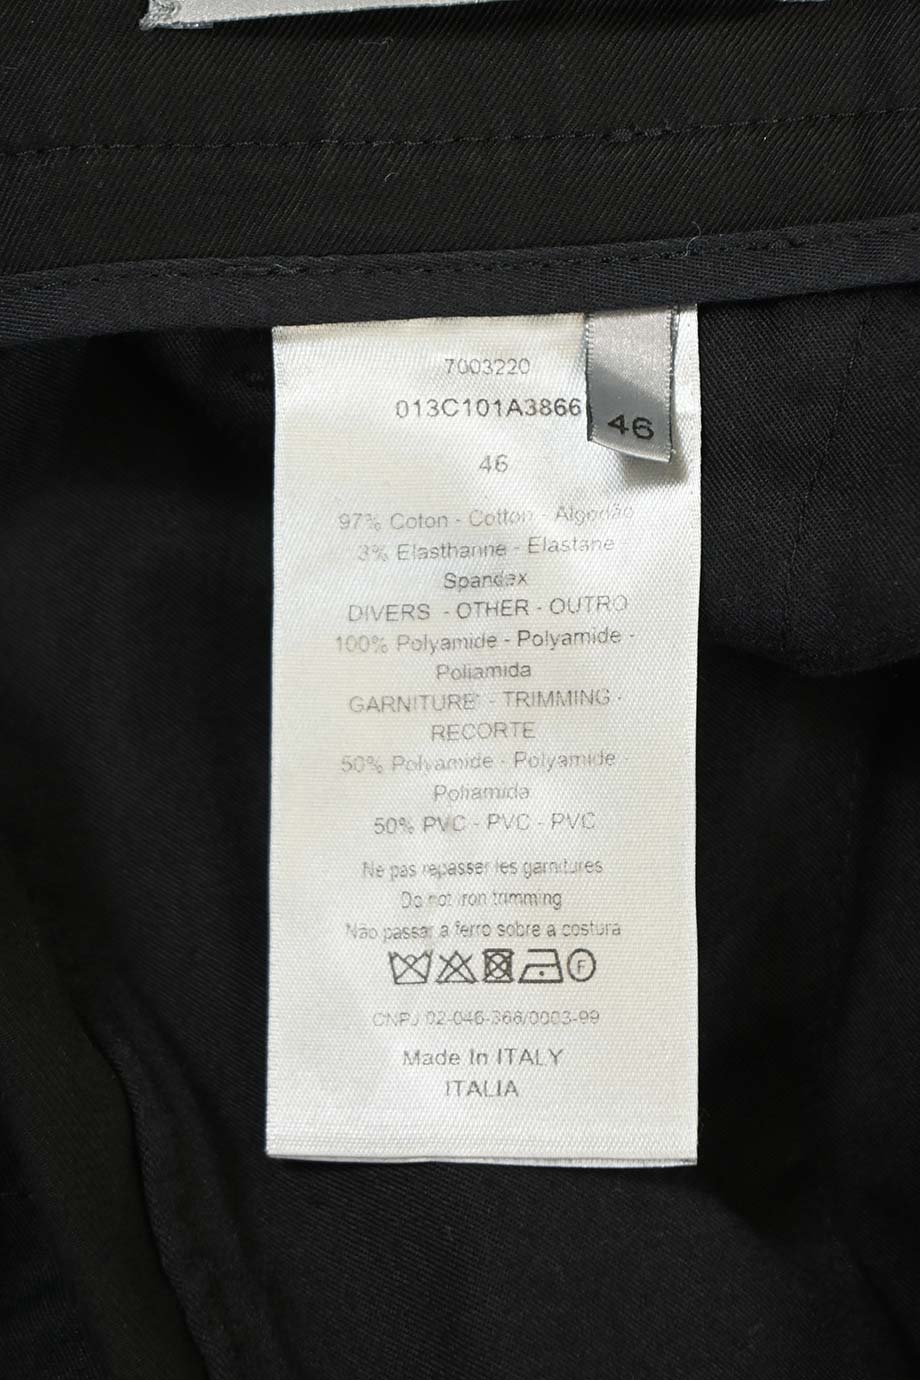 7003220
013C101A3866
46
46
97% Coton - Cotton - Algodão
3% Elasthanne - Elastane
Spandex
DIVERS - OTHER - OUTRO
100% Polyamide - Polyamide -
Poliamida
GARNITURE - TRIMMING -
RECORTE
50% Polyamide - Polyamide -
Poliamida
50% PVC - PVC - PVC
Ne pas repasser les garnitures
Do not iron trimming
Não passar a ferro sobre a costura
F
CNPJ 02-046-366/0003-99
Made In ITALY
ITALIA